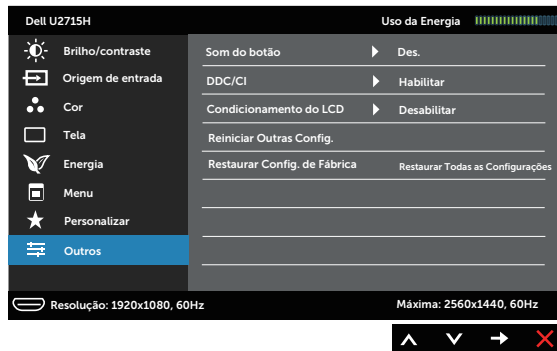 Dell U2715H Uso da Energia
Brilho/contraste Som do botão Des.
Origem de entrada DDC/CI Habilitar
Cor Condicionamento do LCD Desabilitar
Tela Reiniciar Outras Config.
Energia Restaurar Config. de Fábrica Restaurar Todas as Configurações
Menu
Personalizar
Outros
Resolução: 1920x1080, 60Hz Máxima: 2560x1440, 60Hz